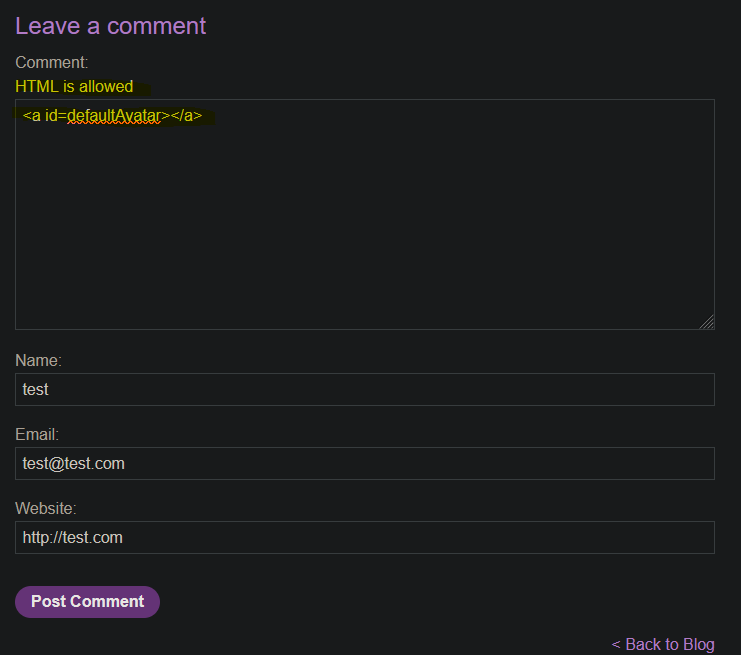 Leave a comment
Comment:
HTML is allowed
<a id=defaultAvatar></a>
Name:
test
Email:
test@test.com
Website:
http://test.com
Post Comment
< Back to Blog